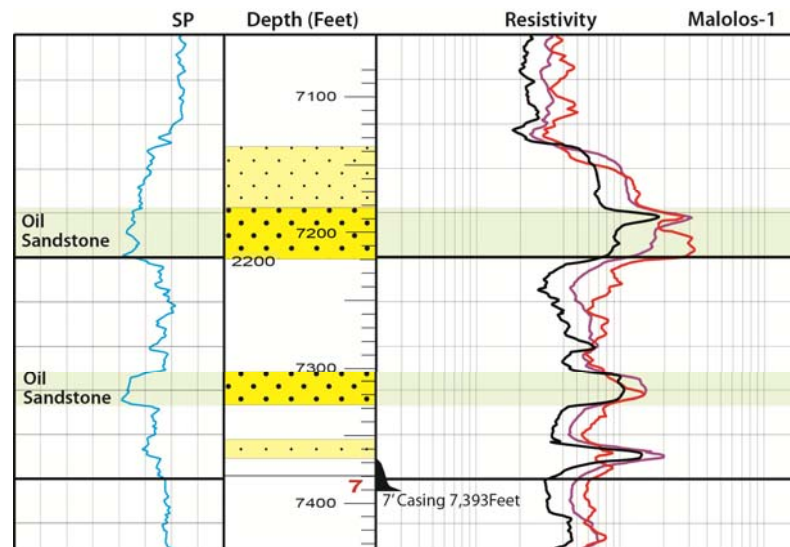 SP Depth (Feet) Resistivity Malolos-1
7100
Oil
Sandstone
7200
2200
7300
Oil
Sandstone
7
7' Casing 7,393Feet
7400